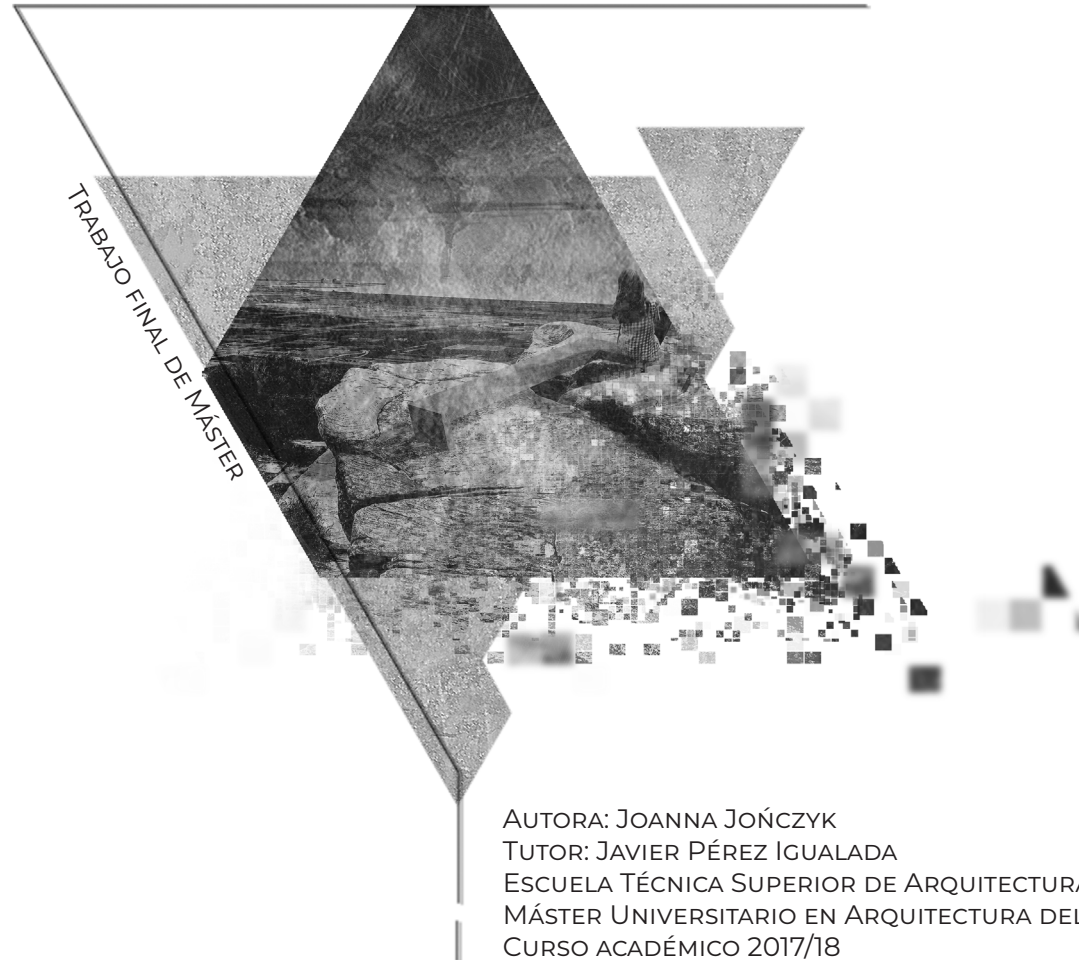 Trabajo final de Máster
Autora: Joanna Jończyk
Tutor: Javier Pérez Igualada
Escuela Técnica Superior de Arquitectura
Máster Universitario en Arquitectura del
Curso académico 2017/18